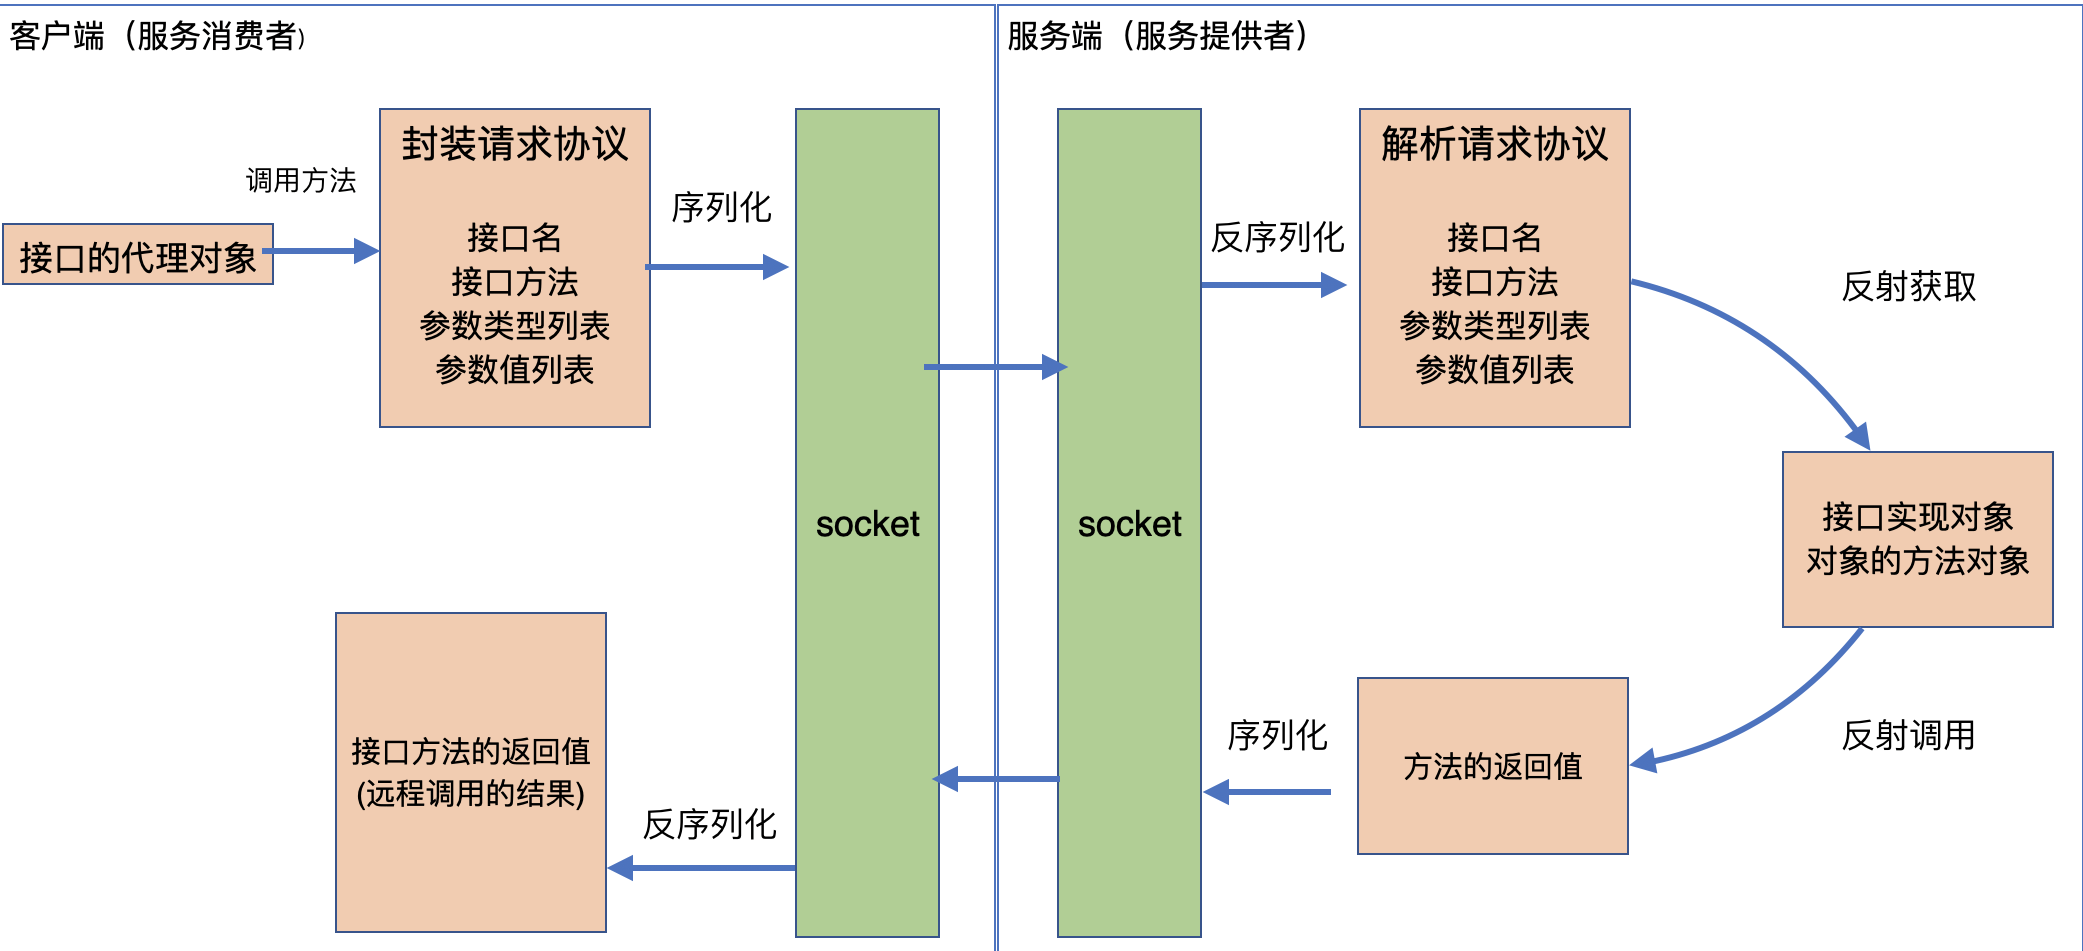 客户端（服务消费者）
服务端（服务提供者）
调用方法
接口的代理对象
封装请求协议
接口名
接口方法
参数类型列表
参数值列表
序列化
socket
socket
反序列化
解析请求协议
接口名
接口方法
参数类型列表
参数值列表
反射获取
接口实现对象
对象的方法对象
反射调用
方法的返回值
序列化
反序列化
接口方法的返回值
(远程调用的结果)